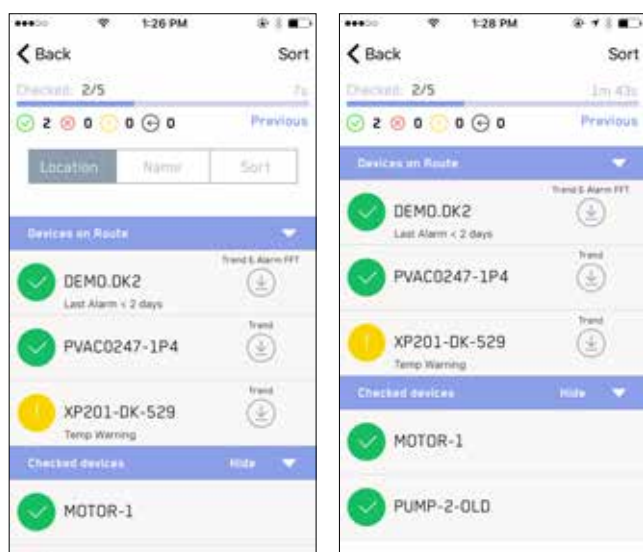 1:26 PM
Back
Sort
Checked: 2/5
7s
2 0 0 0
Previous
Location
Name
Sort
Devices on Route
Trend & Alarm FFT
DEMO.DK2
Last Alarm < 2 days
Trend
PVAC0247-1P4
Trend
XP201-DK-529
Temp Warning
Checked devices
Hide
MOTOR-1
1:28 PM
Back
Sort
Checked: 2/5
1m 43s
2 0 0 0
Previous
Devices on Route
Trend & Alarm FFT
DEMO.DK2
Last Alarm < 2 days
Trend
PVAC0247-1P4
Trend
XP201-DK-529
Temp Warning
Checked devices
Hide
MOTOR-1
PUMP-2-OLD